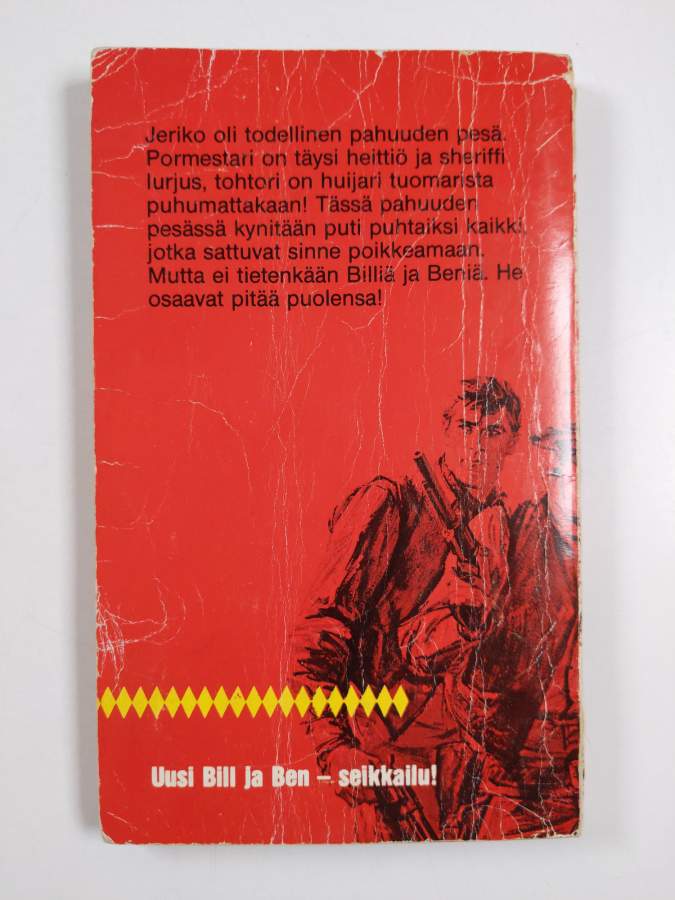 Jeriko oli todellinen pahuuden pesä.
Pormestari on täysi heittiö ja sheriffi
lurjus, tohtori on huijari tuomarista
puhumattakaan! Tässä pahuuden
pesässä kynitään puti puhtaiksi kaikki,
jotka sattuvat sinne poikkeamaan.
Mutta ei tietenkään Billiä ja Beniä. He
osaavat pitää puolensa!
Uusi Bill ja Ben – seikkailu!